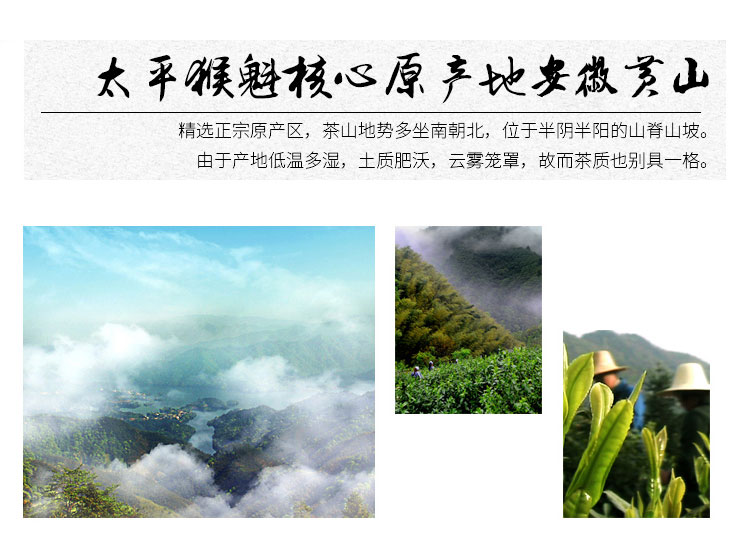 太平猴魁核心原产地安徽黄山
精选正宗原产区，茶山地势多坐南朝北，位于半阴半阳的山脊山坡。
由于产地低温多湿，土质肥沃，云雾笼罩，故而茶质也别具一格。